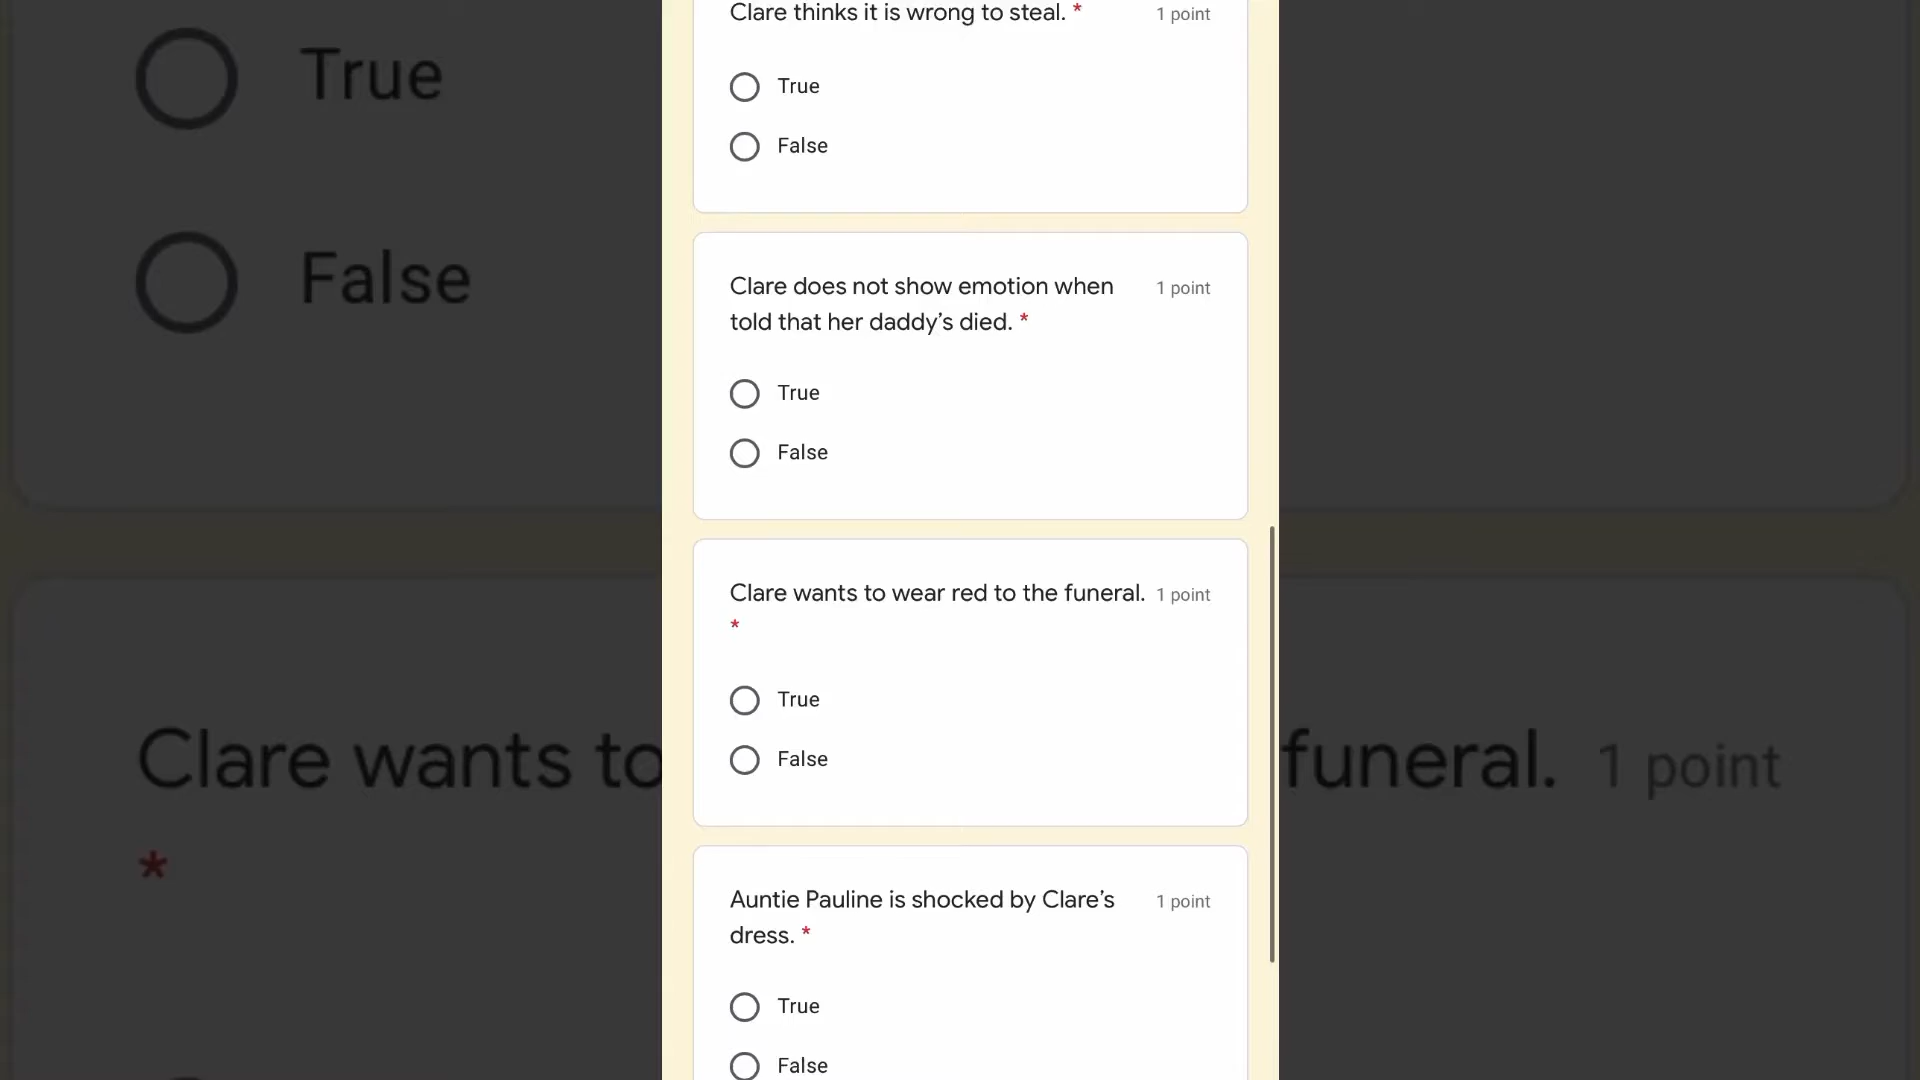 Clare thinks it is wrong to steal. * 1 point
True
False
Clare does not show emotion when 1 point
told that her daddy’s died. *
True
False
Clare wants to wear red to the funeral. 1 point
*
True
False
Auntie Pauline is shocked by Clare’s 1 point
dress. *
True
False
True
False
Clare wants to funeral. 1 point
*